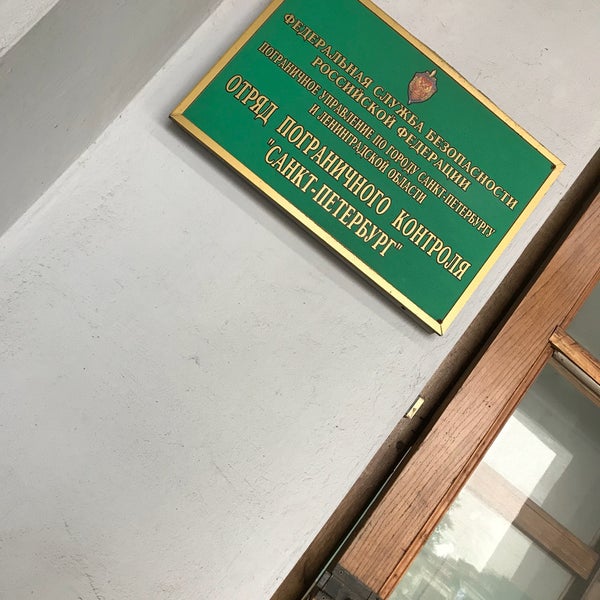 ФЕДЕРАЛЬНАЯ СЛУЖБА БЕЗОПАСНОСТИ
РОССИЙСКОЙ ФЕДЕРАЦИИ
ПОГРАНИЧНОЕ УПРАВЛЕНИЕ ПО ГОРОДУ САНКТ-ПЕТЕРБУРГУ
И ЛЕНИНГРАДСКОЙ ОБЛАСТИ
ОТРЯД ПОГРАНИЧНОГО КОНТРОЛЯ
"САНКТ-ПЕТЕРБУРГ"